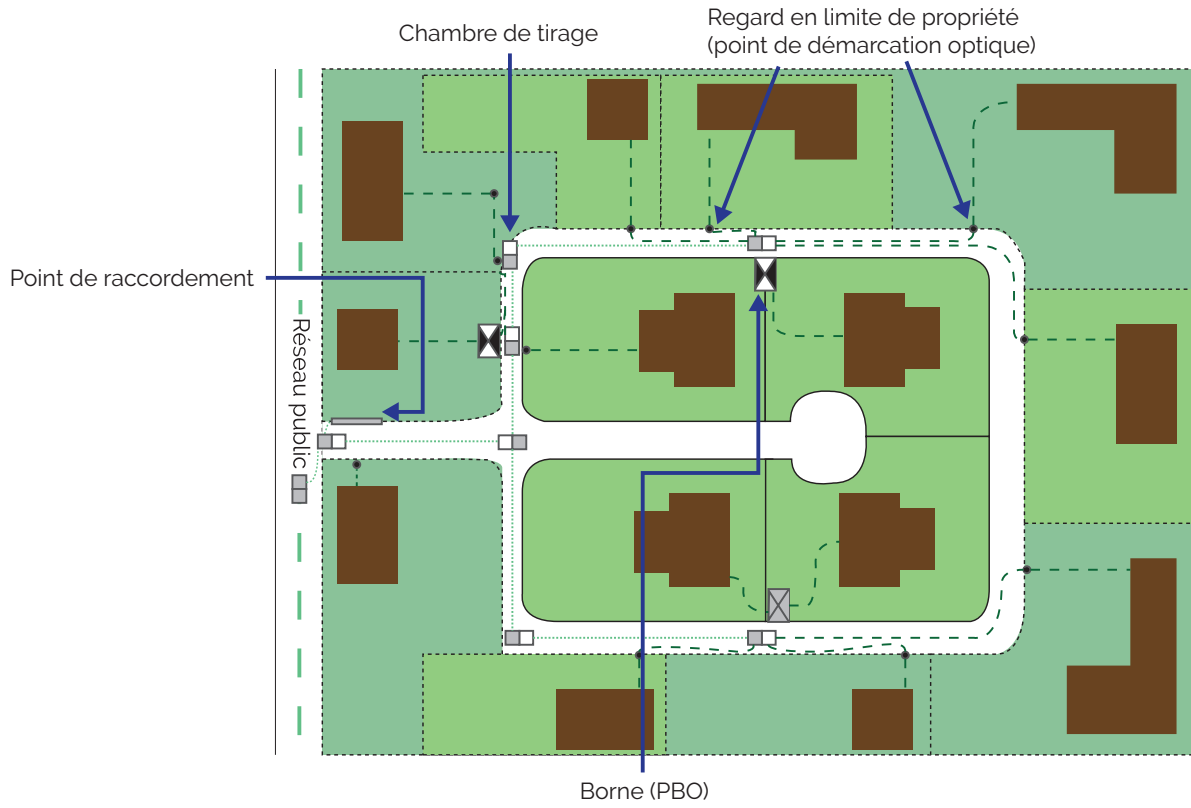 Regard en limite de propriété
(point de démarcation optique)
Chambre de tirage
Point de raccordement
Réseau public
Borne (PBO)